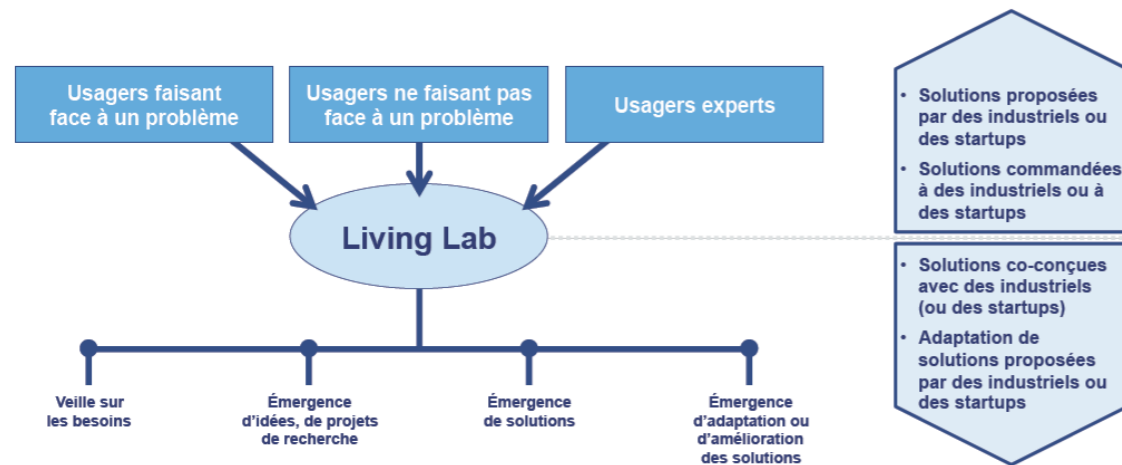 Usagers faisant
face à un problème
Usagers ne faisant pas
face à un problème
Usagers experts
Living Lab
Veille sur
les besoins
Émergence
d'idées, de projets
de recherche
Émergence
de solutions
Émergence
d'adaptation ou
d'amélioration
des solutions
• Solutions proposées
par des industriels ou
des startups
• Solutions commandées
à des industriels ou à
des startups
• Solutions co-conçues
avec des industriels
(ou des startups)
• Adaptation de
solutions proposées
par des industriels ou
des startups